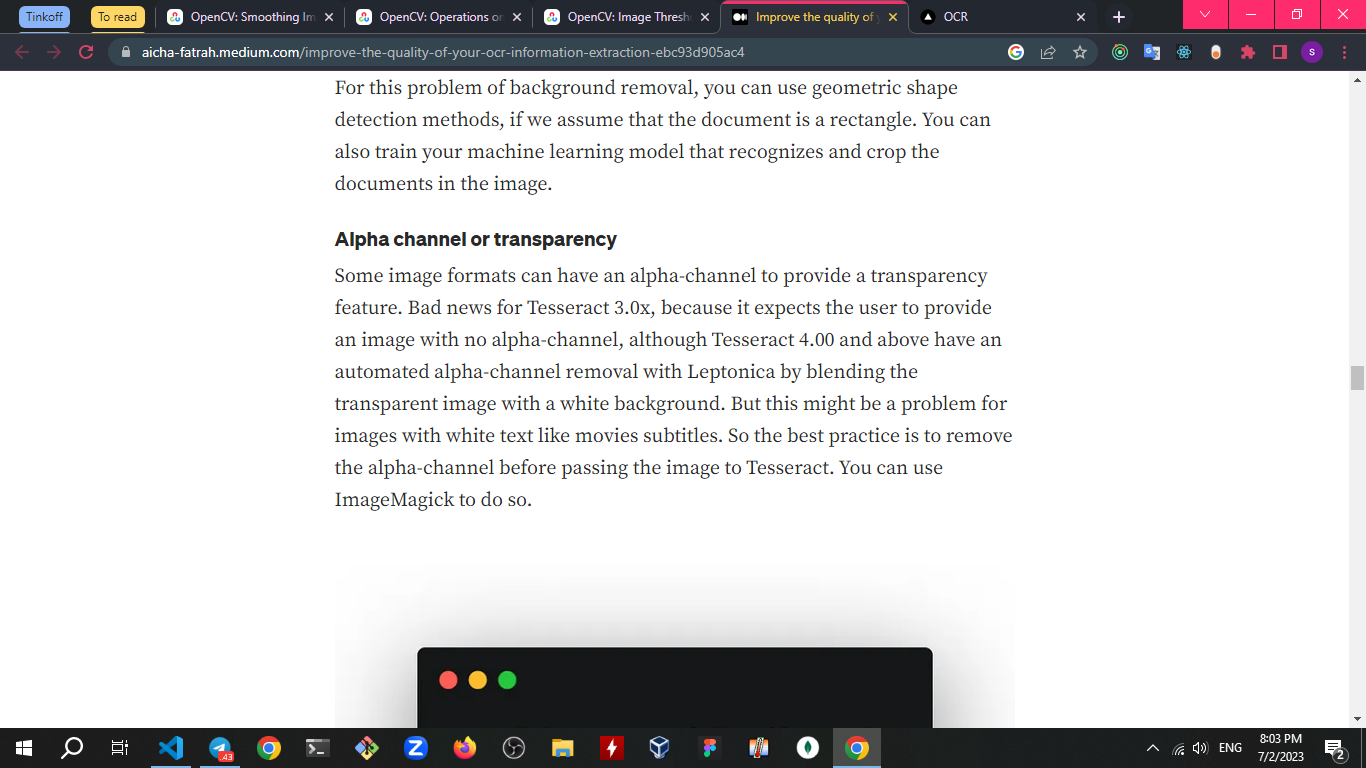 Tinkoff
To read
OpenCV: Smoothing Im
OpenCV: Operations or
OpenCV: Image Thresh
Improve the quality of y
OCR
aicha-fatrah.medium.com/improve-the-quality-of-your-ocr-information-extraction-ebc93d905ac4
S
For this problem of background removal, you can use geometric shape
detection methods, if we assume that the document is a rectangle. You can
also train your machine learning model that recognizes and crop the
documents in the image.
Alpha channel or transparency
Some image formats can have an alpha-channel to provide a transparency
feature. Bad news for Tesseract 3.0x, because it expects the user to provide
an image with no alpha-channel, although Tesseract 4.00 and above have an
automated alpha-channel removal with Leptonica by blending the
transparent image with a white background. But this might be a problem for
images with white text like movies subtitles. So the best practice is to remove
the alpha-channel before passing the image to Tesseract. You can use
ImageMagick to do so.
43
ENG
8:03 PM
7/2/2023
2